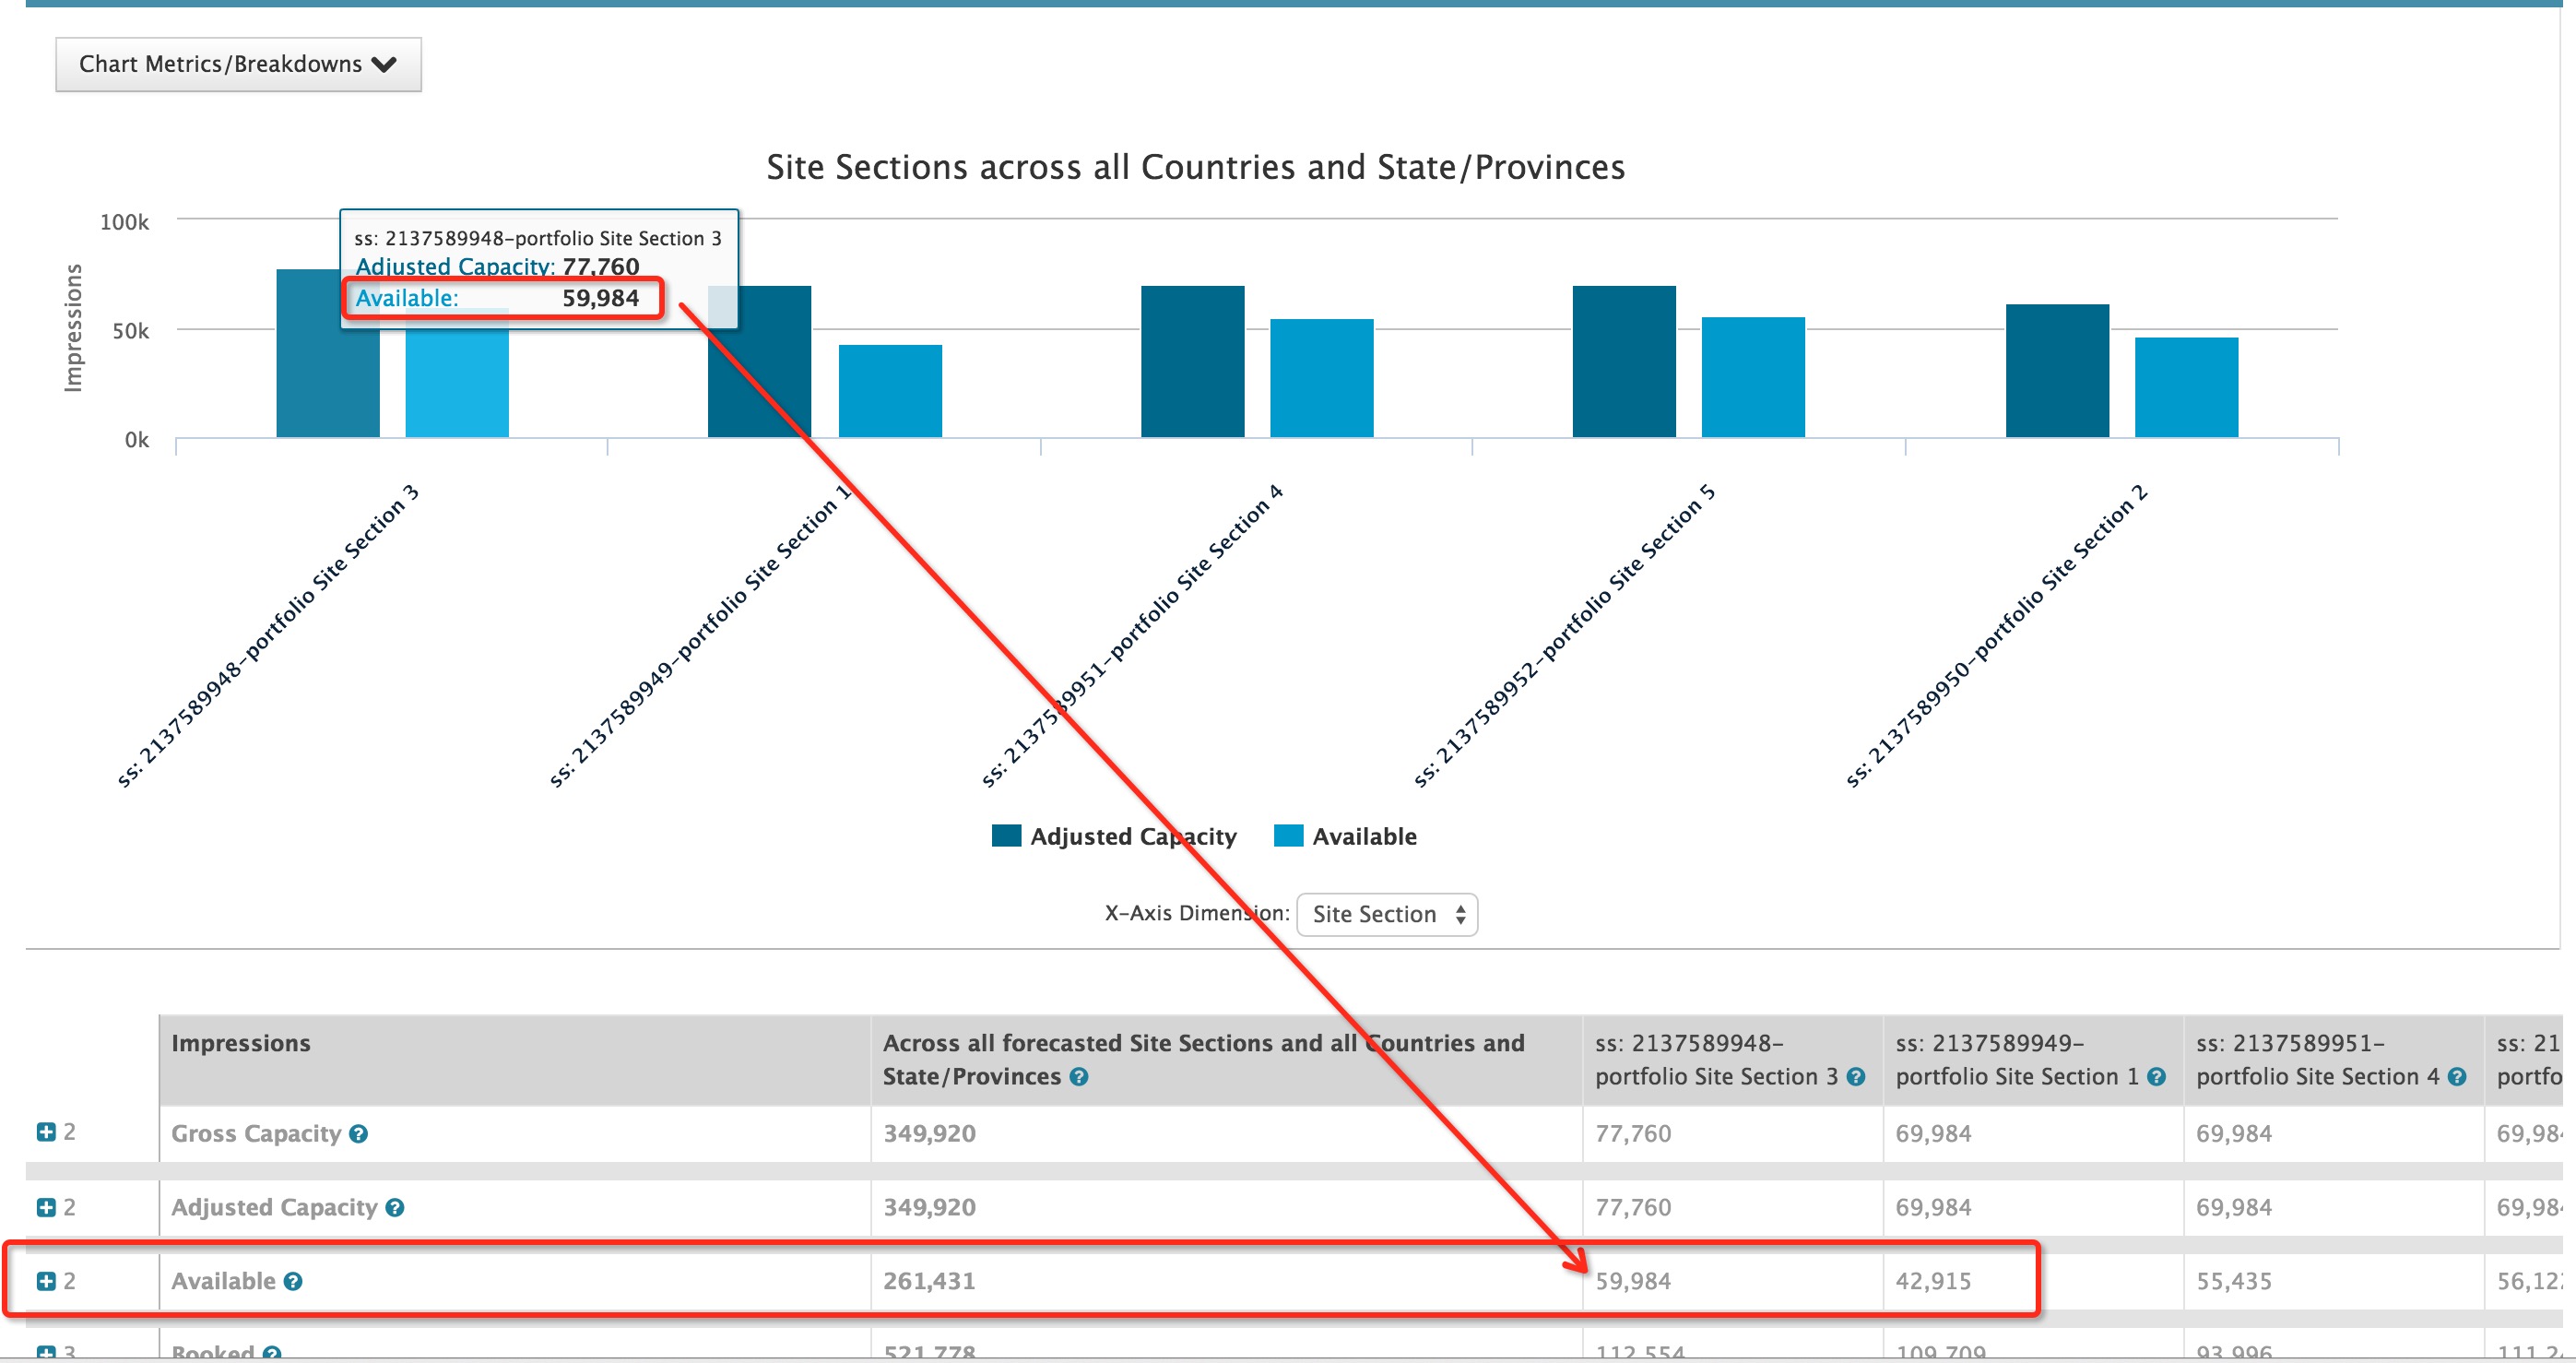 Chart Metrics/Breakdowns
Site Sections across all Countries and State/Provinces
Impressions
100k
50k
0k
ss: 2137589948-portfolio Site Section 3
Adjusted Capacity: 77,760
Available: 59,984
ss: 2137589948-portfolio Site Section 3
ss: 2137589949-portfolio Site Section 1
ss: 2137589951-portfolio Site Section 4
ss: 2137589952-portfolio Site Section 5
ss: 2137589950-portfolio Site Section 2
Adjusted Capacity Available
X-Axis Dimension: Site Section
Impressions
Across all forecasted Site Sections and all Countries and
State/Provinces ?
ss: 2137589948-
portfolio Site Section 3 ?
ss: 2137589949-
portfolio Site Section 1 ?
ss: 2137589951-
portfolio Site Section 4 ?
ss: 21
portfo
2 Gross Capacity ? 349,920 77,760 69,984 69,984 69,98
2 Adjusted Capacity ? 349,920 77,760 69,984 69,984 69,98
2 Available ? 261,431 59,984 42,915 55,435 56,12
3 Booked ? 521,778 112,554 109,709 93,996 111,2